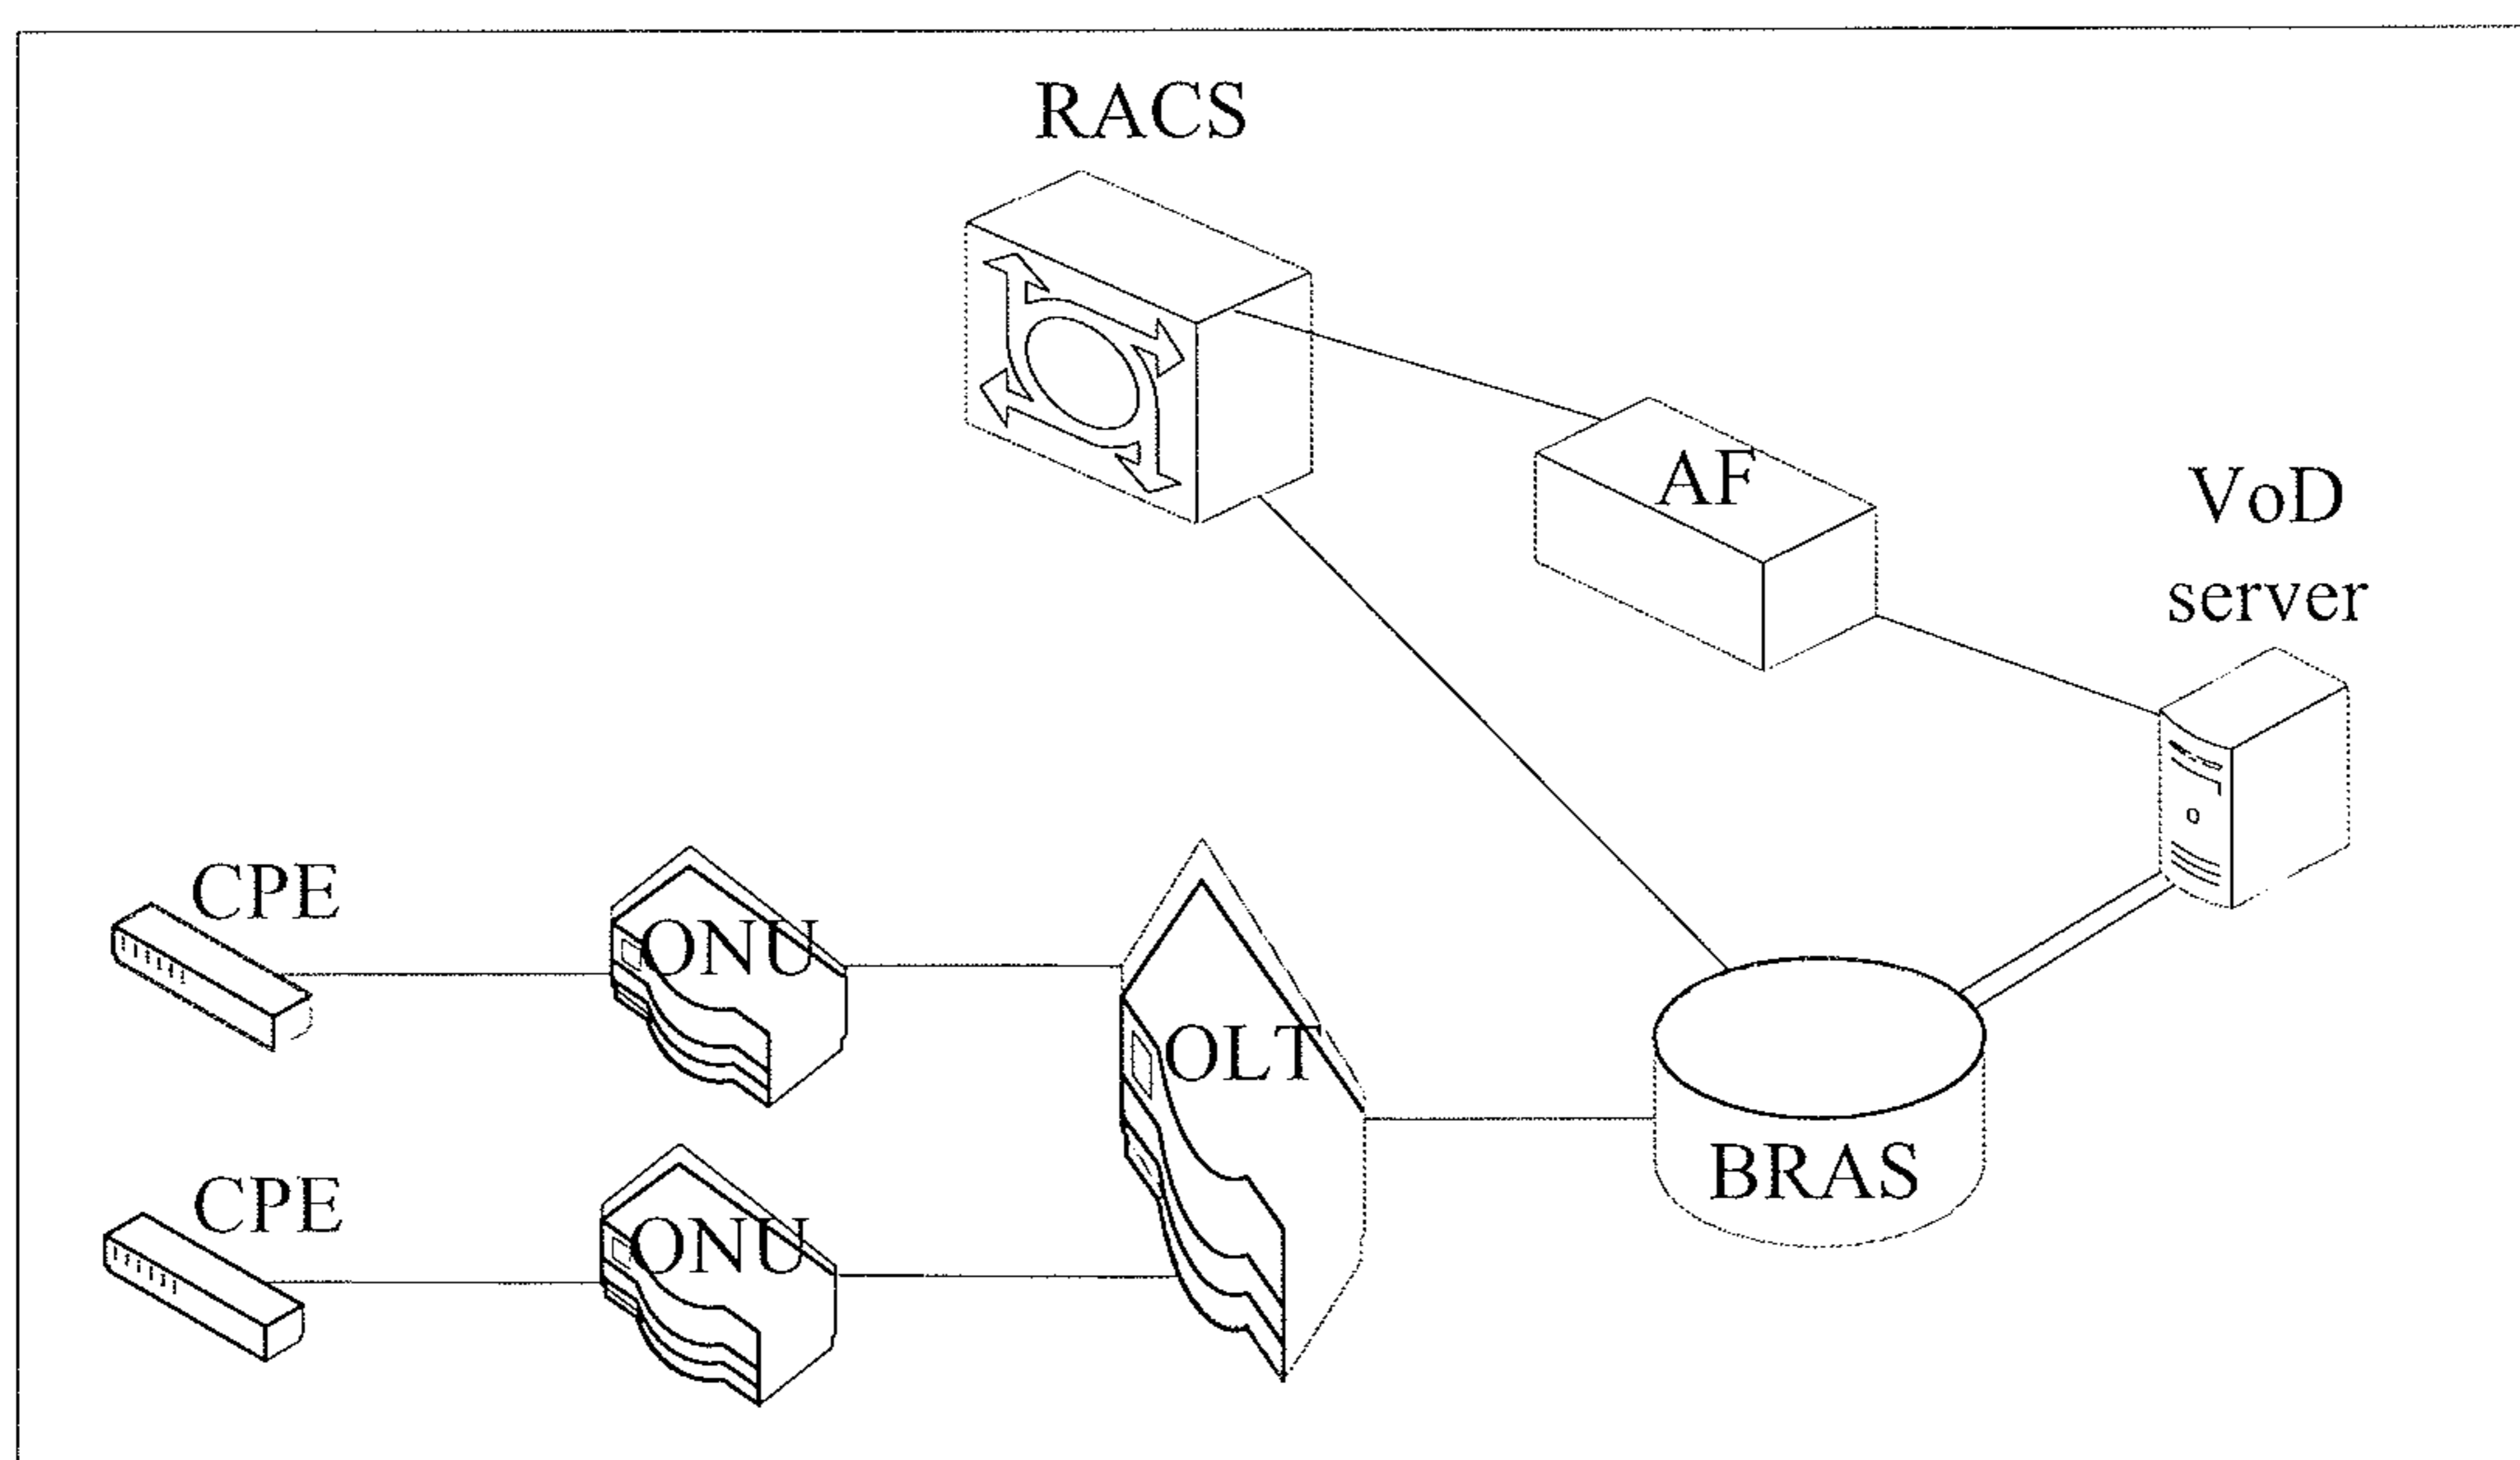 RACS
AF
VoD
server
CPE
ONU
OLT
BRAS
CPE
ONU